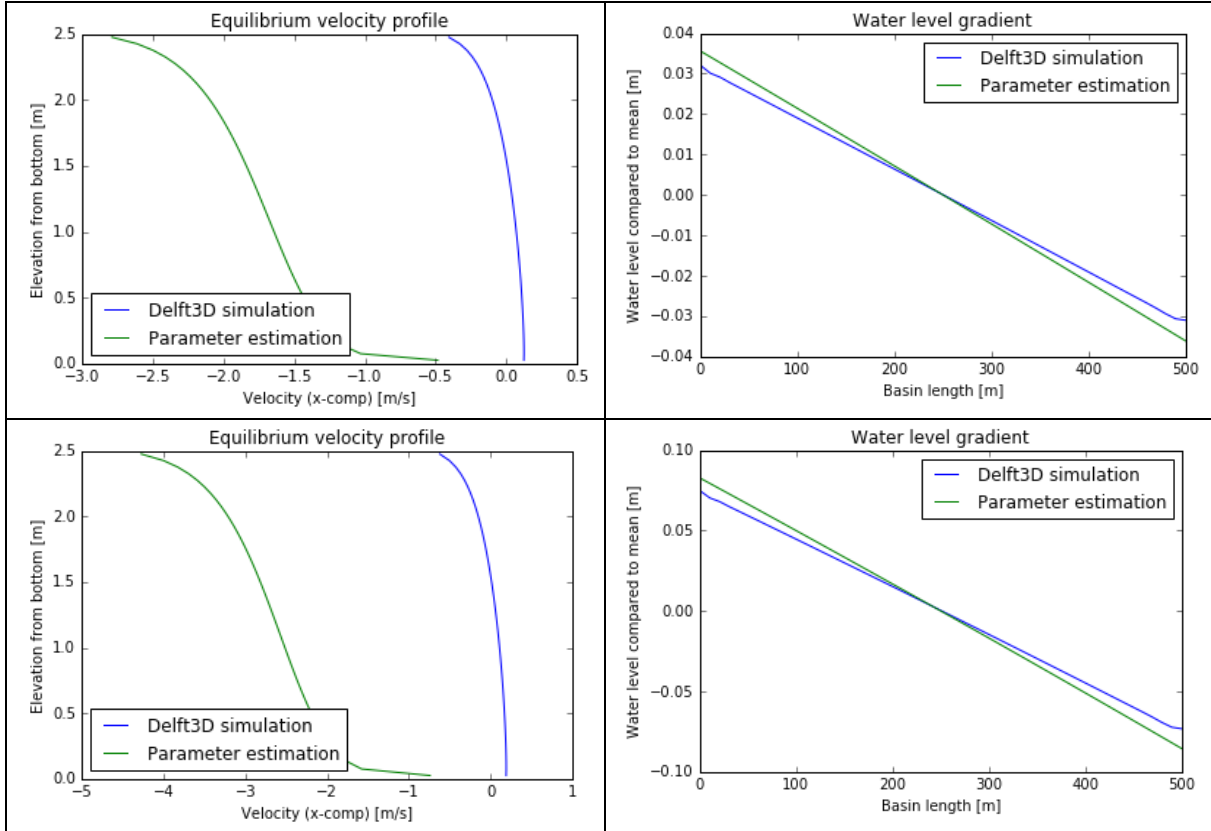 Equilibrium velocity profile
Elevation from bottom [m]
2.5
2.0
1.5
1.0
0.5
0.0
Delft3D simulation
Parameter estimation
−3.0 −2.5 −2.0 −1.5 −1.0 −0.5 0.0 0.5
Velocity (x-comp) [m/s]
Water level gradient
Water level compared to mean [m]
0.04
0.03
0.02
0.01
0.00
−0.01
−0.02
−0.03
−0.04
Delft3D simulation
Parameter estimation
0 100 200 300 400 500
Basin length [m]
Equilibrium velocity profile
Elevation from bottom [m]
2.5
2.0
1.5
1.0
0.5
0.0
Delft3D simulation
Parameter estimation
−5 −4 −3 −2 −1 0 1
Velocity (x-comp) [m/s]
Water level gradient
Water level compared to mean [m]
0.10
0.05
0.00
−0.05
−0.10
Delft3D simulation
Parameter estimation
0 100 200 300 400 500
Basin length [m]